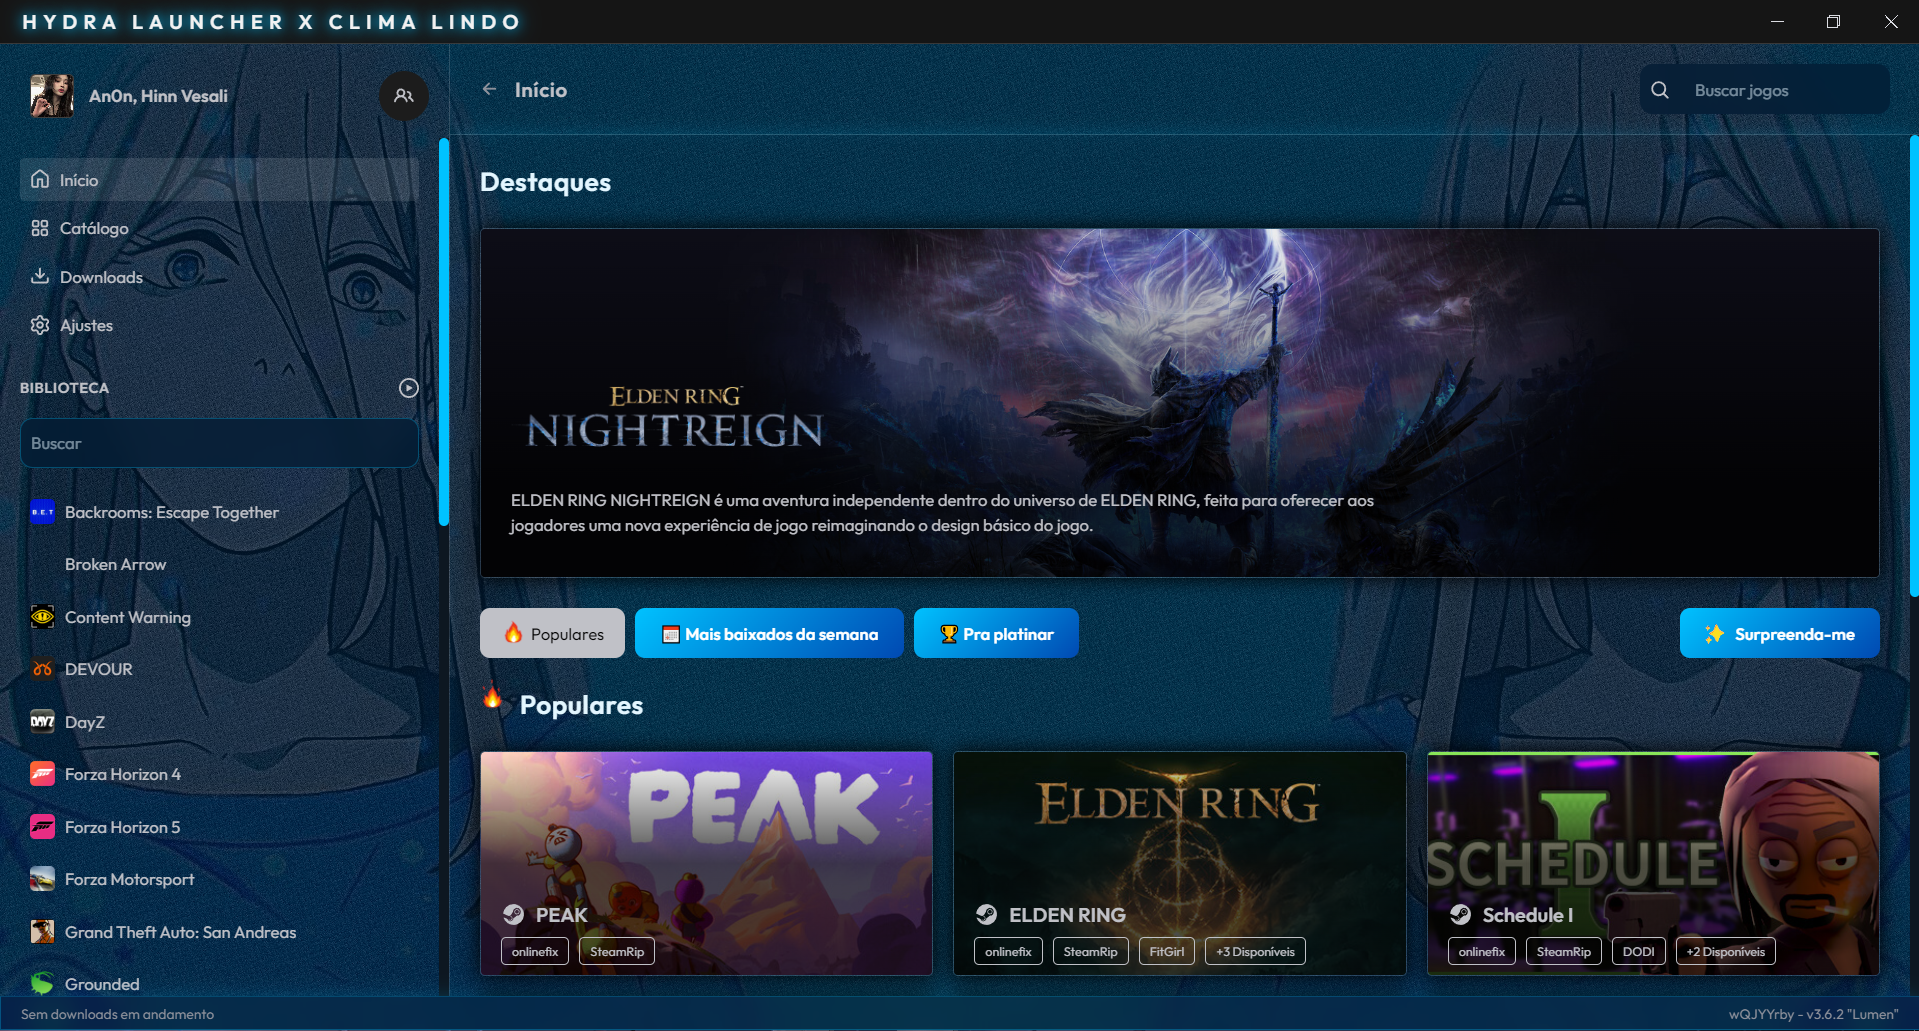 HYDRA LAUNCHER X CLIMA LINDO
An0n, Hinn Vesali
Início
Catálogo
Downloads
Ajustes
BIBLIOTECA
Buscar
B.E.T
Backrooms: Escape Together
Broken Arrow
Content Warning
DEVOUR
DAYZ
DayZ
Forza Horizon 4
Forza Horizon 5
Forza Motorsport
Grand Theft Auto: San Andreas
Grounded
Início
Buscar jogos
Destaques
ELDEN RING
NIGHTREIGN
ELDEN RING NIGHTREIGN é uma aventura independente dentro do universo de ELDEN RING, feita para oferecer aos
jogadores uma nova experiência de jogo reimaginando o design básico do jogo.
Populares
Mais baixados da semana
Pra platinar
Surpreenda-me
Populares
PEAK
PEAK
onlinefix
SteamRip
ELDEN RING
ELDEN RING
onlinefix
SteamRip
FitGirl
+3 Disponíveis
SCHEDULE I
Schedule I
onlinefix
SteamRip
DODI
+2 Disponíveis
Sem downloads em andamento
wQJYYrby - v3.6.2 "Lumen"